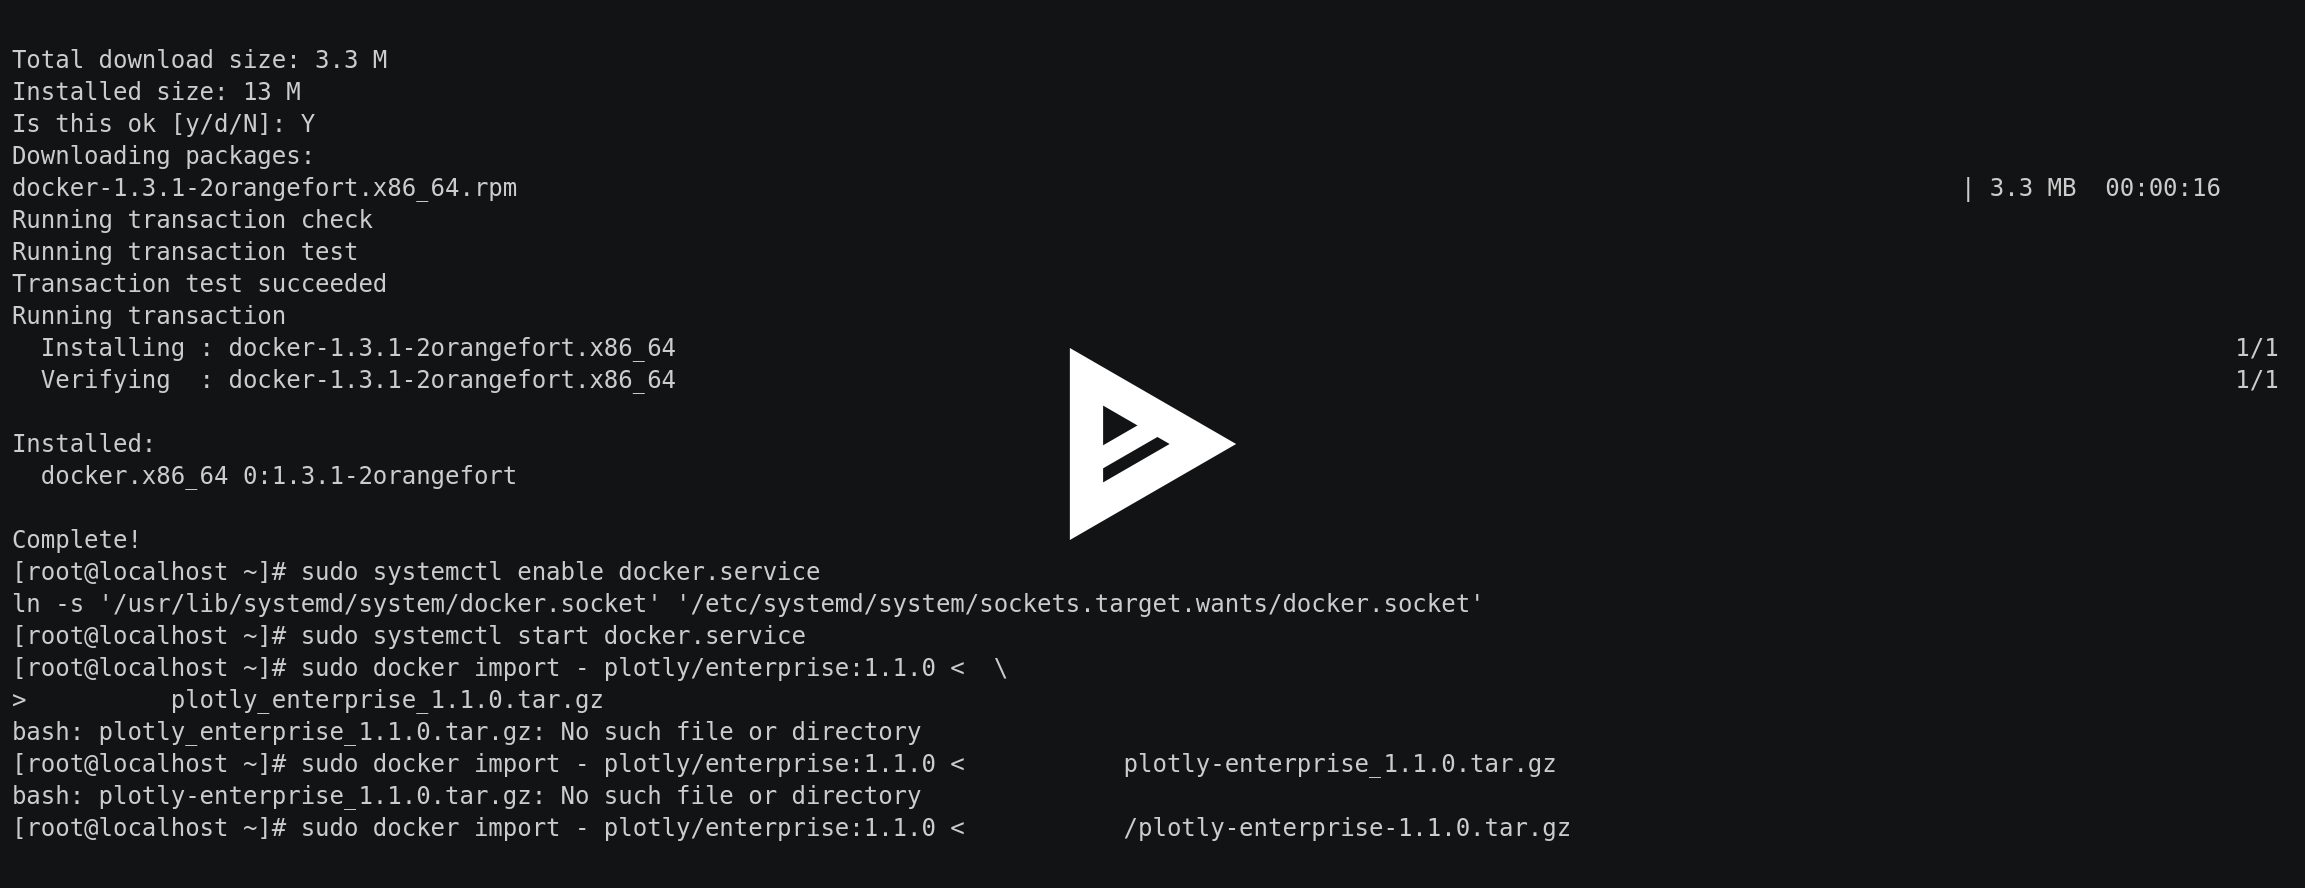 Total download size: 3.3 M
Installed size: 13 M
Is this ok [y/d/N]: Y
Downloading packages:
docker-1.3.1-2orangefort.x86_64.rpm | 3.3 MB  00:00:16
Running transaction check
Running transaction test
Transaction test succeeded
Running transaction
  Installing : docker-1.3.1-2orangefort.x86_64 1/1
  Verifying  : docker-1.3.1-2orangefort.x86_64 1/1
Installed:
  docker.x86_64 0:1.3.1-2orangefort
Complete!
[root@localhost ~]# sudo systemctl enable docker.service
ln -s '/usr/lib/systemd/system/docker.socket' '/etc/systemd/system/sockets.target.wants/docker.socket'
[root@localhost ~]# sudo systemctl start docker.service
[root@localhost ~]# sudo docker import - plotly/enterprise:1.1.0 <  \
>          plotly_enterprise_1.1.0.tar.gz
bash: plotly_enterprise_1.1.0.tar.gz: No such file or directory
[root@localhost ~]# sudo docker import - plotly/enterprise:1.1.0 <           plotly-enterprise_1.1.0.tar.gz
bash: plotly-enterprise_1.1.0.tar.gz: No such file or directory
[root@localhost ~]# sudo docker import - plotly/enterprise:1.1.0 <           /plotly-enterprise-1.1.0.tar.gz